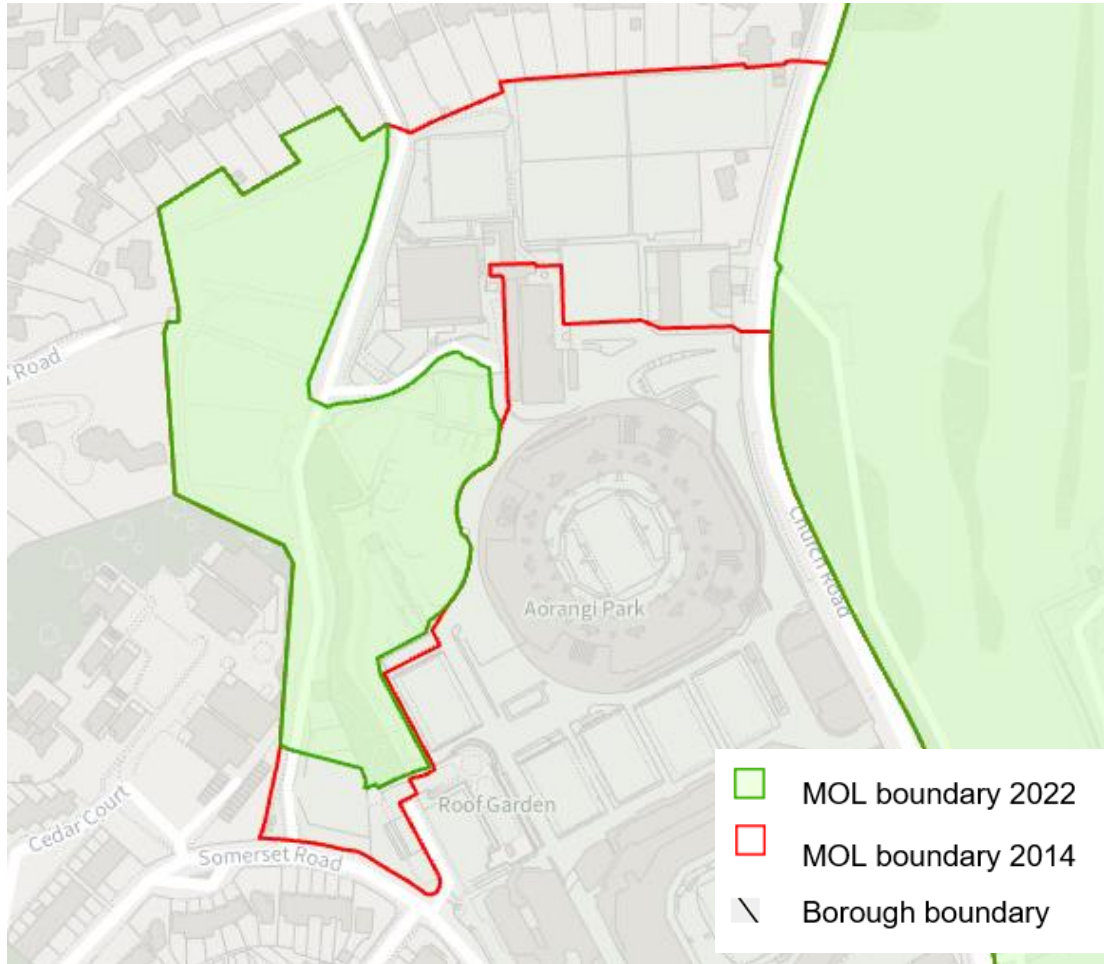 n Road
Church Road
Aorangi Park
Roof Garden
Cedar Court
Somerset Road
MOL boundary 2022
MOL boundary 2014
Borough boundary